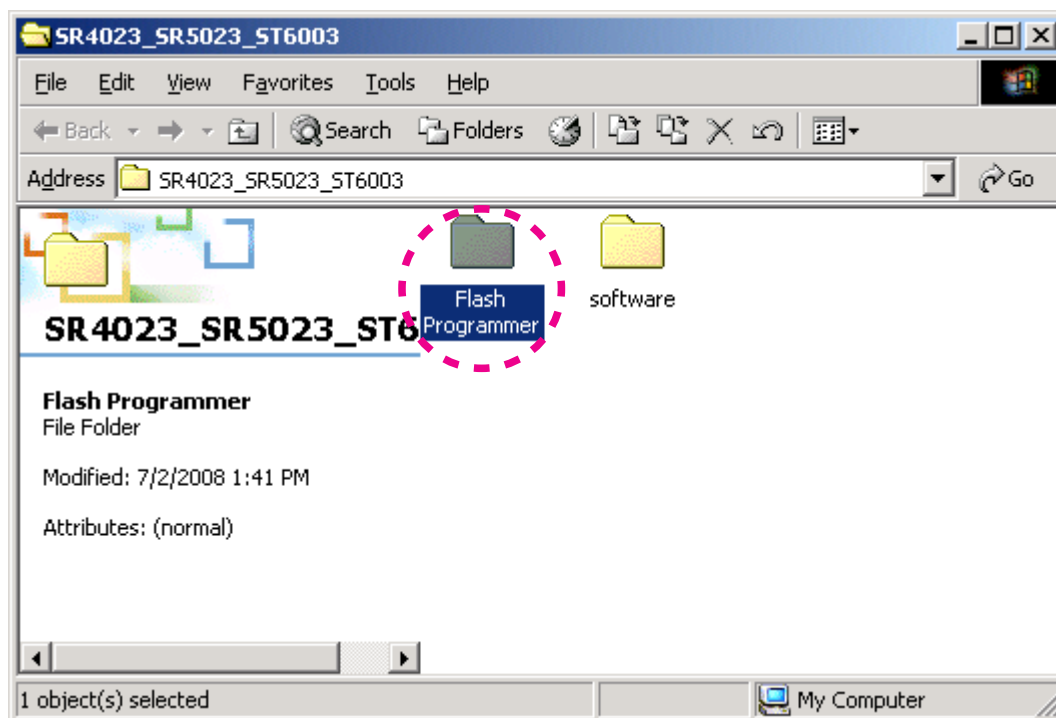 SR4023_SR5023_ST6003
File Edit View Favorites Tools Help
Back Search Folders
Address SR4023_SR5023_ST6003 Go
SR4023_SR5023_ST6
Flash
Programmer
software
Flash Programmer
File Folder
Modified: 7/2/2008 1:41 PM
Attributes: (normal)
1 object(s) selected My Computer